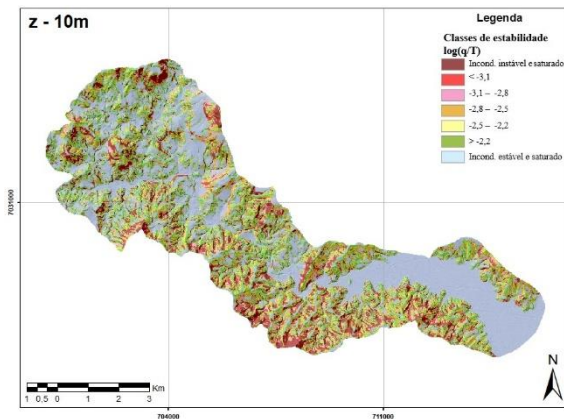 z - 10m
Legenda
Classes de estabilidade
log(q/T)
Incond. instável e saturado
< -3,1
-3,1 – -2,8
-2,8 – -2,5
-2,5 – -2,2
> -2,2
Incond. estável e saturado
7031000
N
Km
1 0,5 0 1 2 3
704000
711000